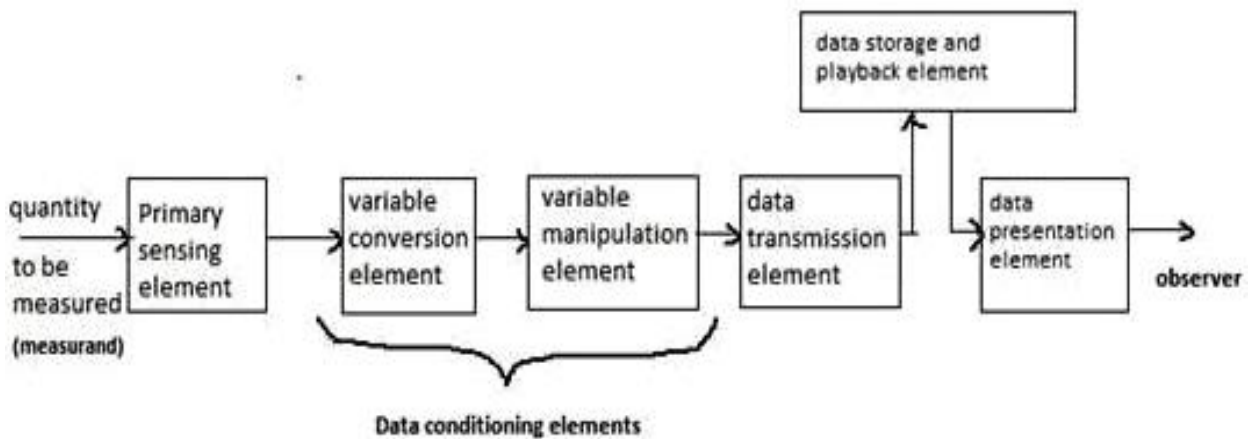 quantity
to be
measured
(measurand)
Primary
sensing
element
variable
conversion
element
variable
manipulation
element
Data conditioning elements
data
transmission
element
data storage and
playback element
data
presentation
element
observer